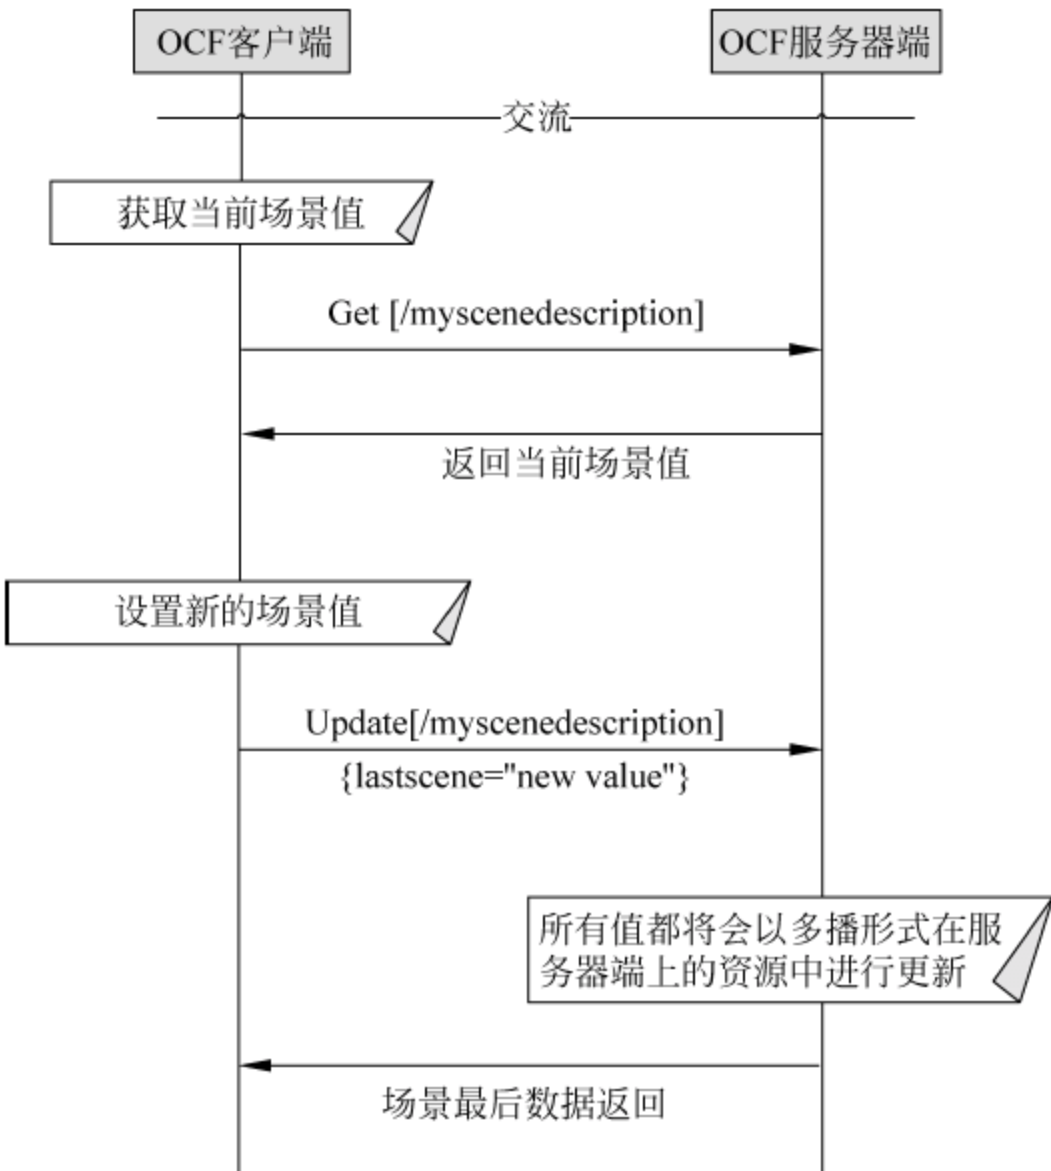 OCF客户端
OCF服务器端
交流
获取当前场景值
Get [/myscenedescription]
返回当前场景值
设置新的场景值
Update[/myscenedescription]
{lastscene="new value"}
所有值都将会以多播形式在服
务器端上的资源中进行更新
场景最后数据返回